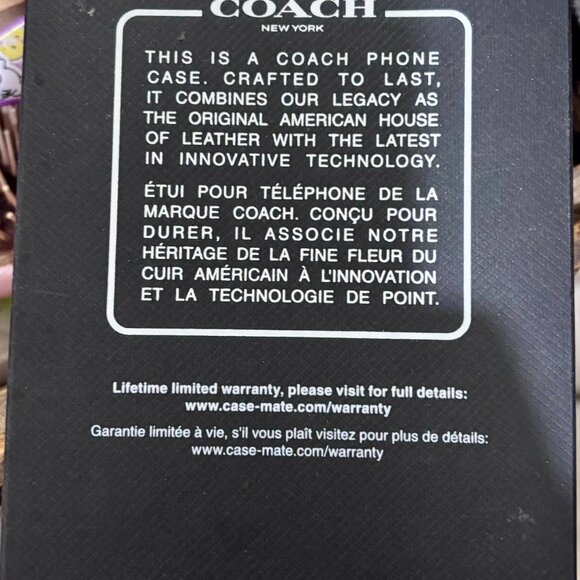 COACH
NEW YORK
THIS IS A COACH PHONE
CASE. CRAFTED TO LAST,
IT COMBINES OUR LEGACY AS
THE ORIGINAL AMERICAN HOUSE
OF LEATHER WITH THE LATEST
IN INNOVATIVE TECHNOLOGY.
ÉTUI POUR TÉLÉPHONE DE LA
MARQUE COACH. CONÇU POUR
DURER, IL ASSOCIE NOTRE
HÉRITAGE DE LA FINE FLEUR DU
CUIR AMÉRICAIN À L'INNOVATION
ET LA TECHNOLOGIE DE POINT.
Lifetime limited warranty, please visit for full details:
www.case-mate.com/warranty
Garantie limitée à vie, s'il vous plaît visitez pour plus de détails:
www.case-mate.com/warranty